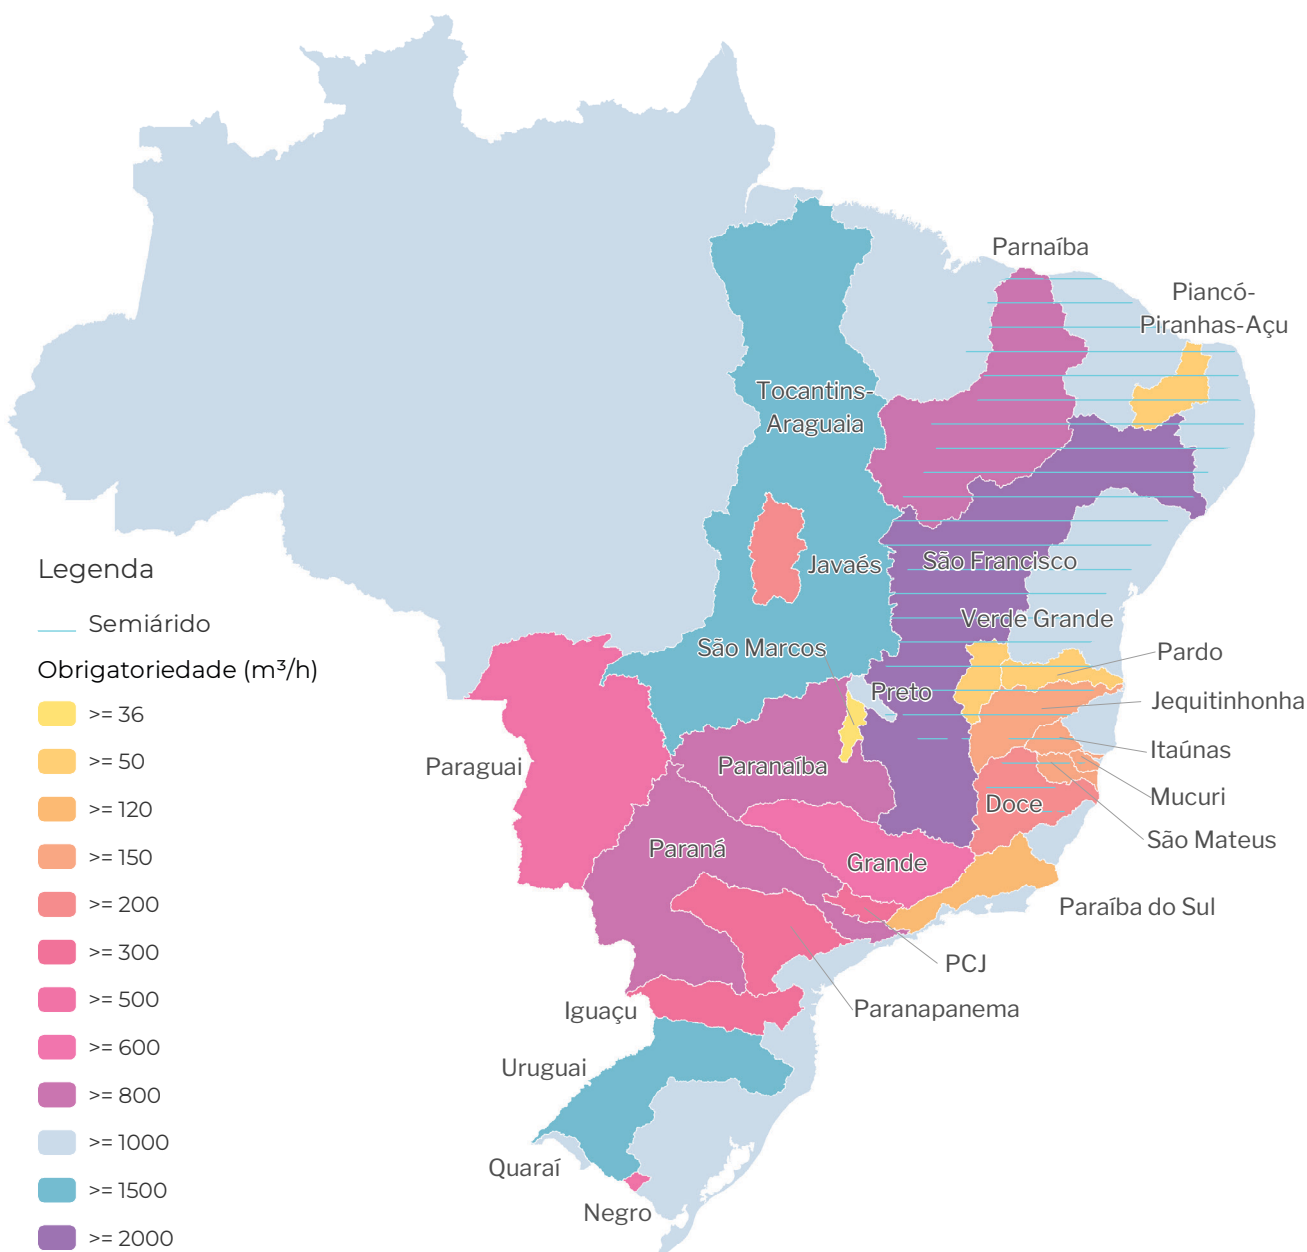 Parnaíba
Piancó-
Piranhas-Açu
Tocantins-
Araguaia
Javaés
São Francisco
Verde Grande
São Marcos
Preto
Pardo
Jequitinhonha
Itaúnas
Mucuri
São Mateus
Paraguai
Paranaíba
Doce
Paraná
Grande
Paraíba do Sul
PCJ
Paranapanema
Iguaçu
Uruguai
Quaraí
Negro
Legenda
Semiárido
Obrigatoriedade (m³/h)
>= 36
>= 50
>= 120
>= 150
>= 200
>= 300
>= 500
>= 600
>= 800
>= 1000
>= 1500
>= 2000